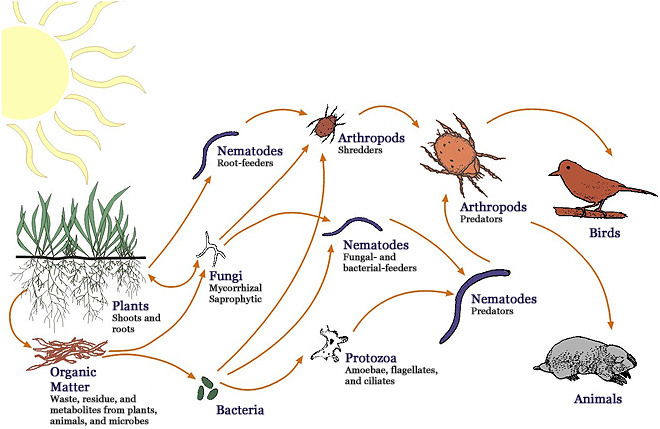 Nematodes
Root-feeders
Arthropods
Shredders
Arthropods
Predators
Birds
Nematodes
Fungal- and
bacterial-feeders
Fungi
Mycorrhizal
Saprophytic
Plants
Shoots and
roots
Nematodes
Predators
Protozoa
Amoebae, flagellates,
and ciliates
Organic
Matter
Waste, residue, and
metabolites from plants,
animals, and microbes
Bacteria
Animals